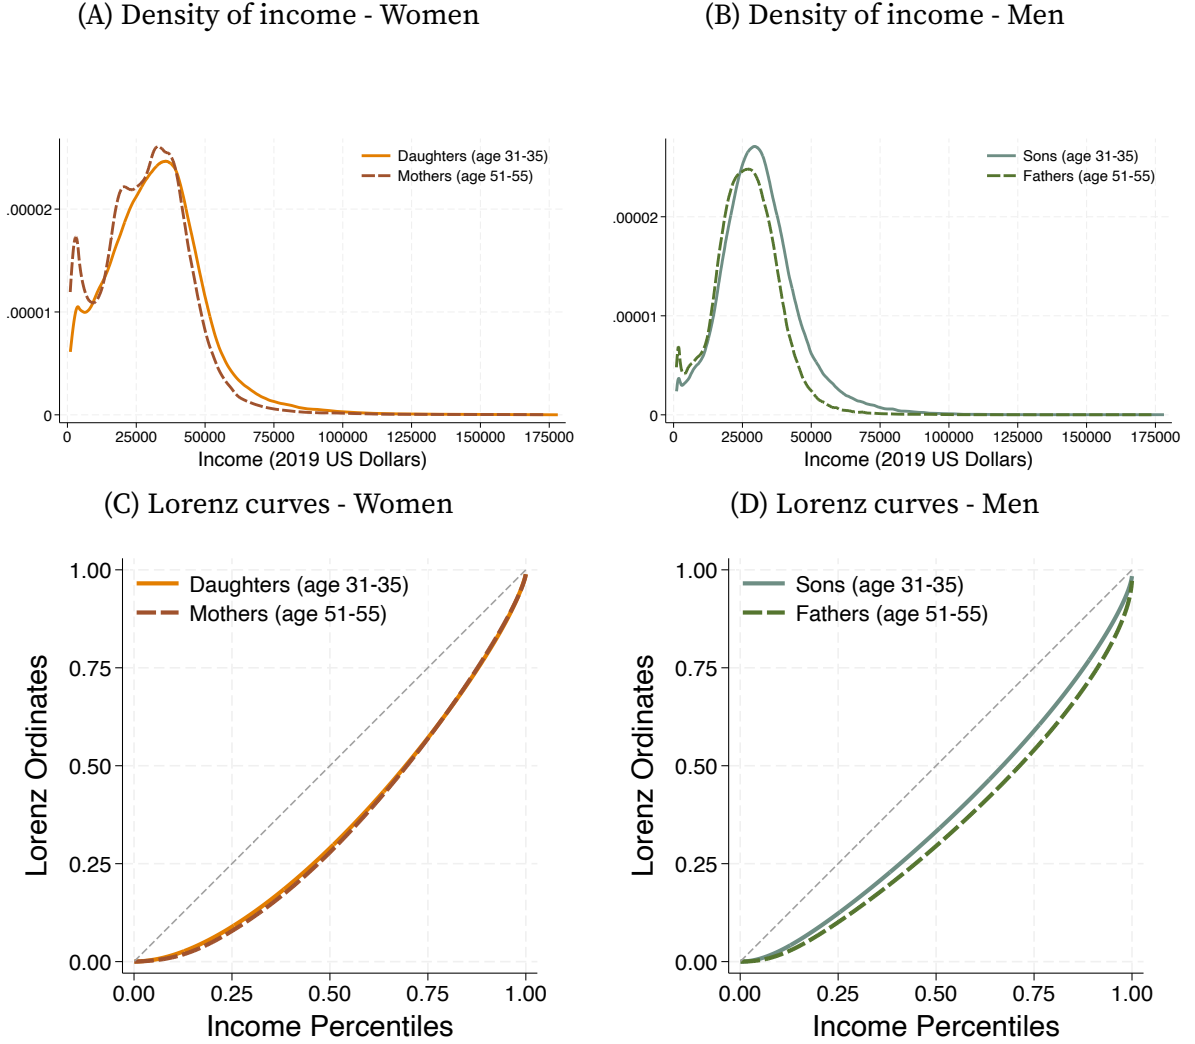 (A) Density of income - Women
Daughters (age 31-35)
Mothers (age 51-55)
.00002
.00001
0
0 25000 50000 75000 100000 125000 150000 175000
Income (2019 US Dollars)
(B) Density of income - Men
Sons (age 31-35)
Fathers (age 51-55)
.00002
.00001
0
0 25000 50000 75000 100000 125000 150000 175000
Income (2019 US Dollars)
(C) Lorenz curves - Women
Daughters (age 31-35)
Mothers (age 51-55)
Lorenz Ordinates
1.00
0.75
0.50
0.25
0.00
0.00 0.25 0.50 0.75 1.00
Income Percentiles
(D) Lorenz curves - Men
Sons (age 31-35)
Fathers (age 51-55)
Lorenz Ordinates
1.00
0.75
0.50
0.25
0.00
0.00 0.25 0.50 0.75 1.00
Income Percentiles